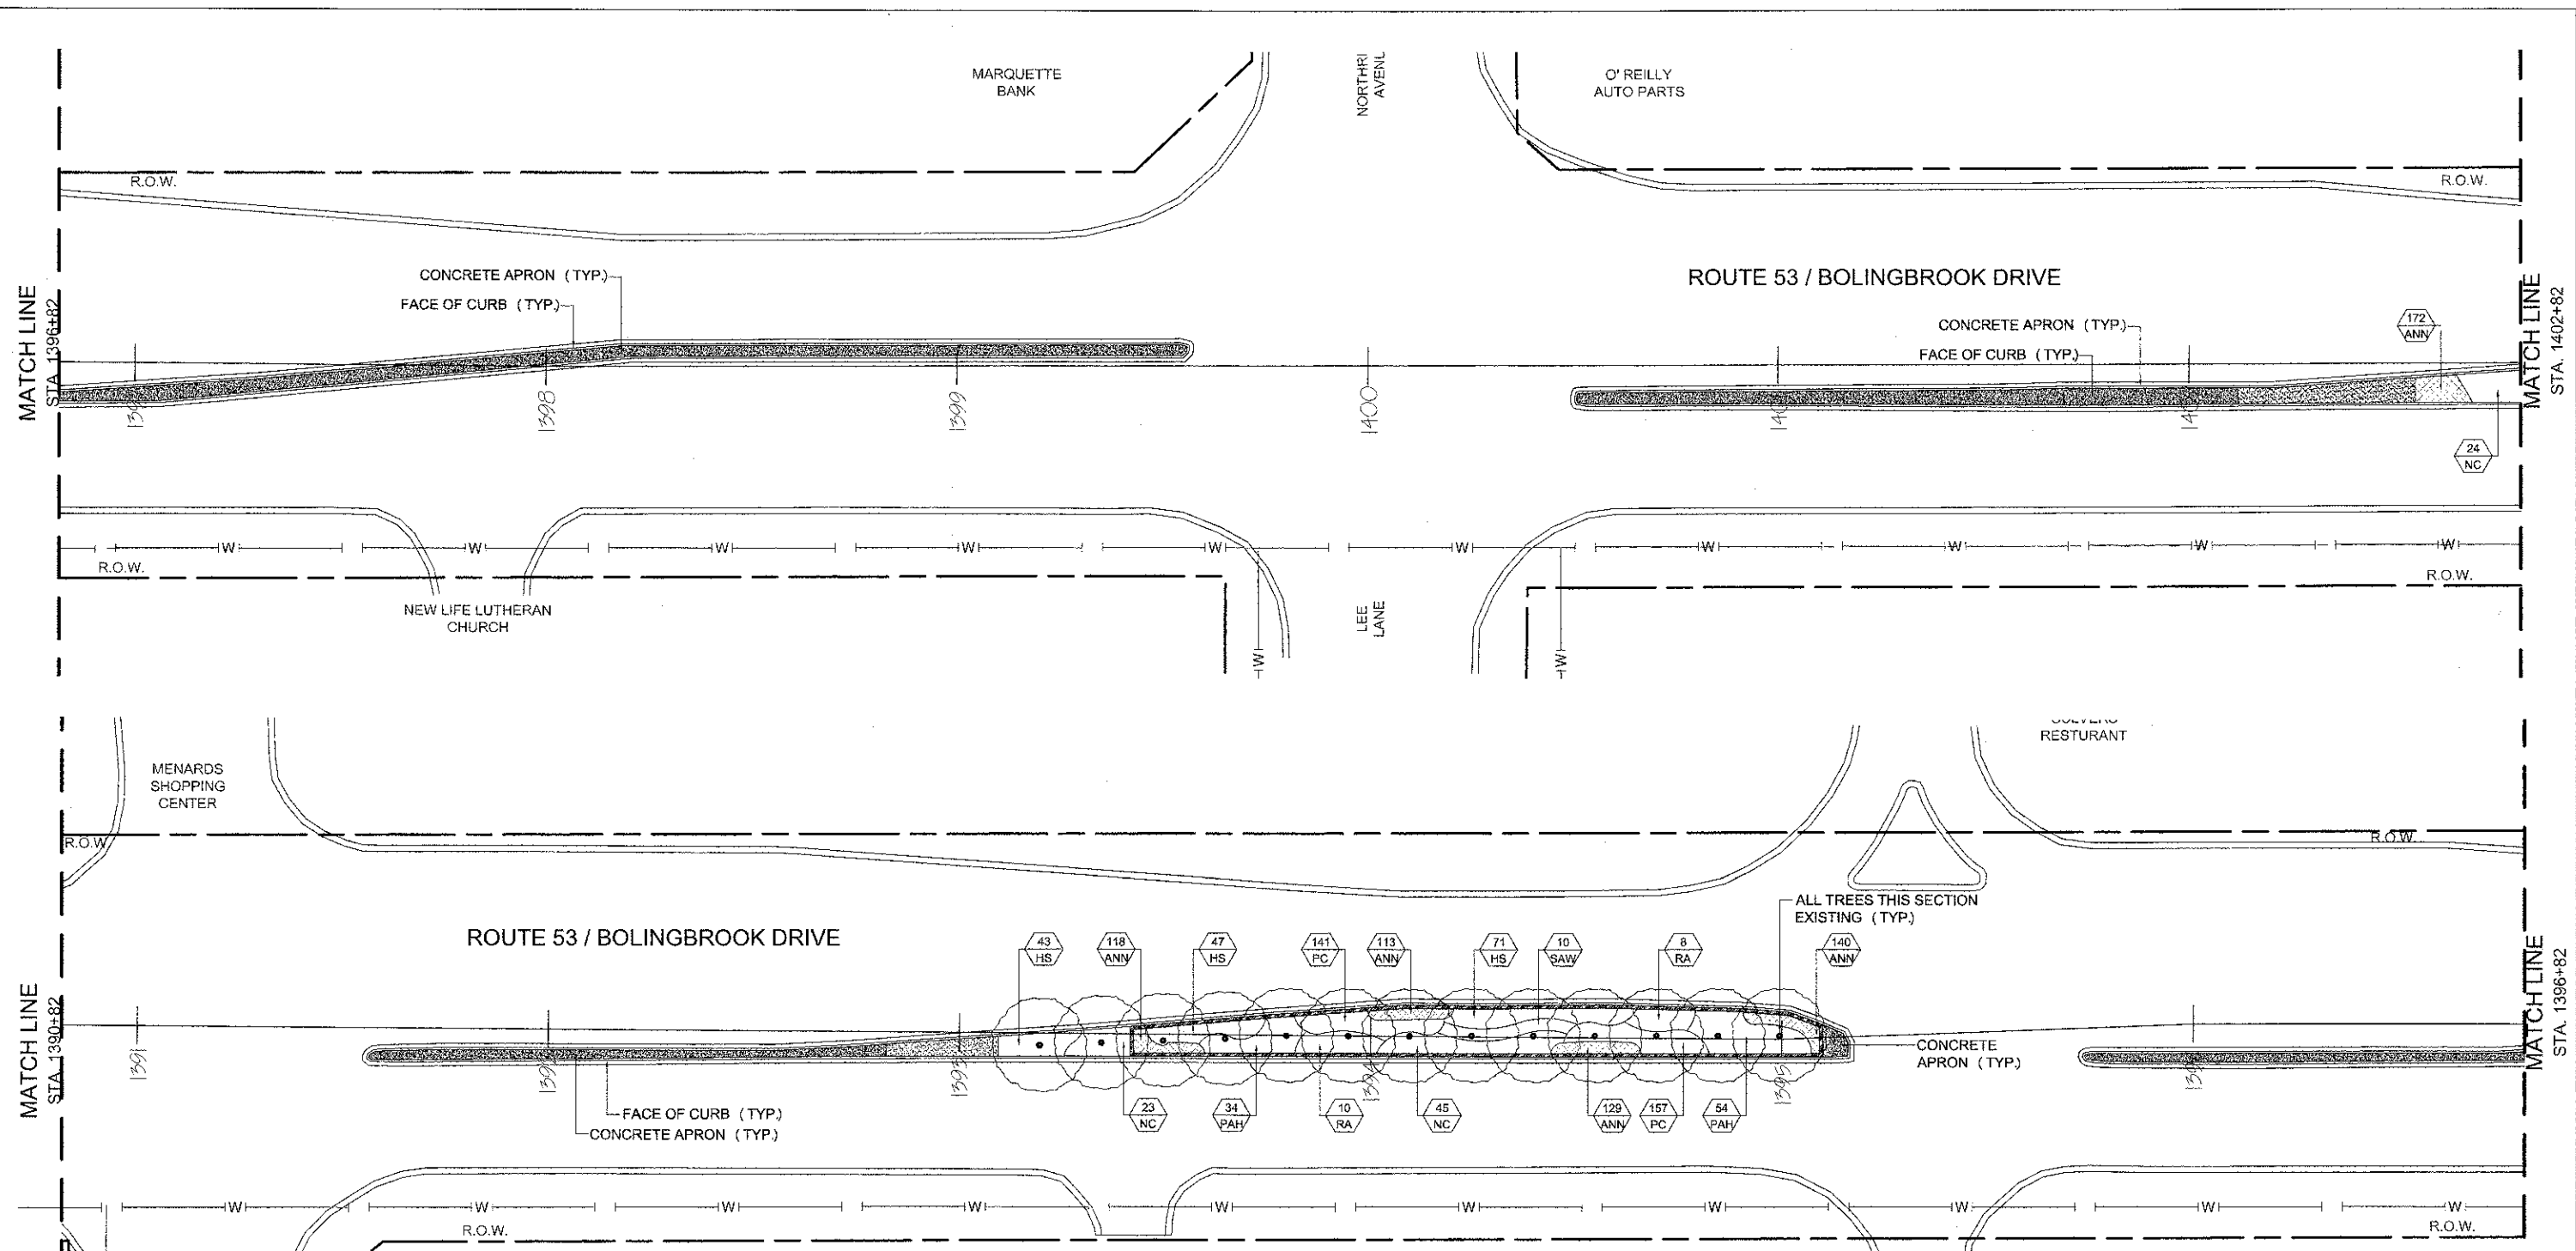 MARQUETTE
BANK
O' REILLY
AUTO PARTS
R.O.W.
R.O.W.
CONCRETE APRON (TYP.)
FACE OF CURB (TYP.)
ROUTE 53 / BOLINGBROOK DRIVE
CONCRETE APRON (TYP.)
FACE OF CURB (TYP.)
172
ANN
MATCH LINE
STA. 1396+82
MATCH LINE
STA. 1402+82
1398
1399
1400
24
NC
W W W W W W W W W W
R.O.W.
R.O.W.
NEW LIFE LUTHERAN
CHURCH
LEE
LANE
W
W
RESTURANT
MENARDS
SHOPPING
CENTER
R.O.W.
R.O.W.
ALL TREES THIS SECTION
EXISTING (TYP.)
ROUTE 53 / BOLINGBROOK DRIVE
43
HS
118
ANN
47
HS
141
PC
113
ANN
71
HS
10
SAW
8
RA
140
ANN
MATCH LINE
STA. 1390+82
MATCH LINE
STA. 1396+82
1391
1393
1394
1395
CONCRETE
APRON (TYP.)
FACE OF CURB (TYP.)
CONCRETE APRON (TYP.)
23
NC
34
PAH
10
RA
45
NC
129
ANN
157
PC
54
PAH
W W W W W W W W W W
R.O.W.
R.O.W.